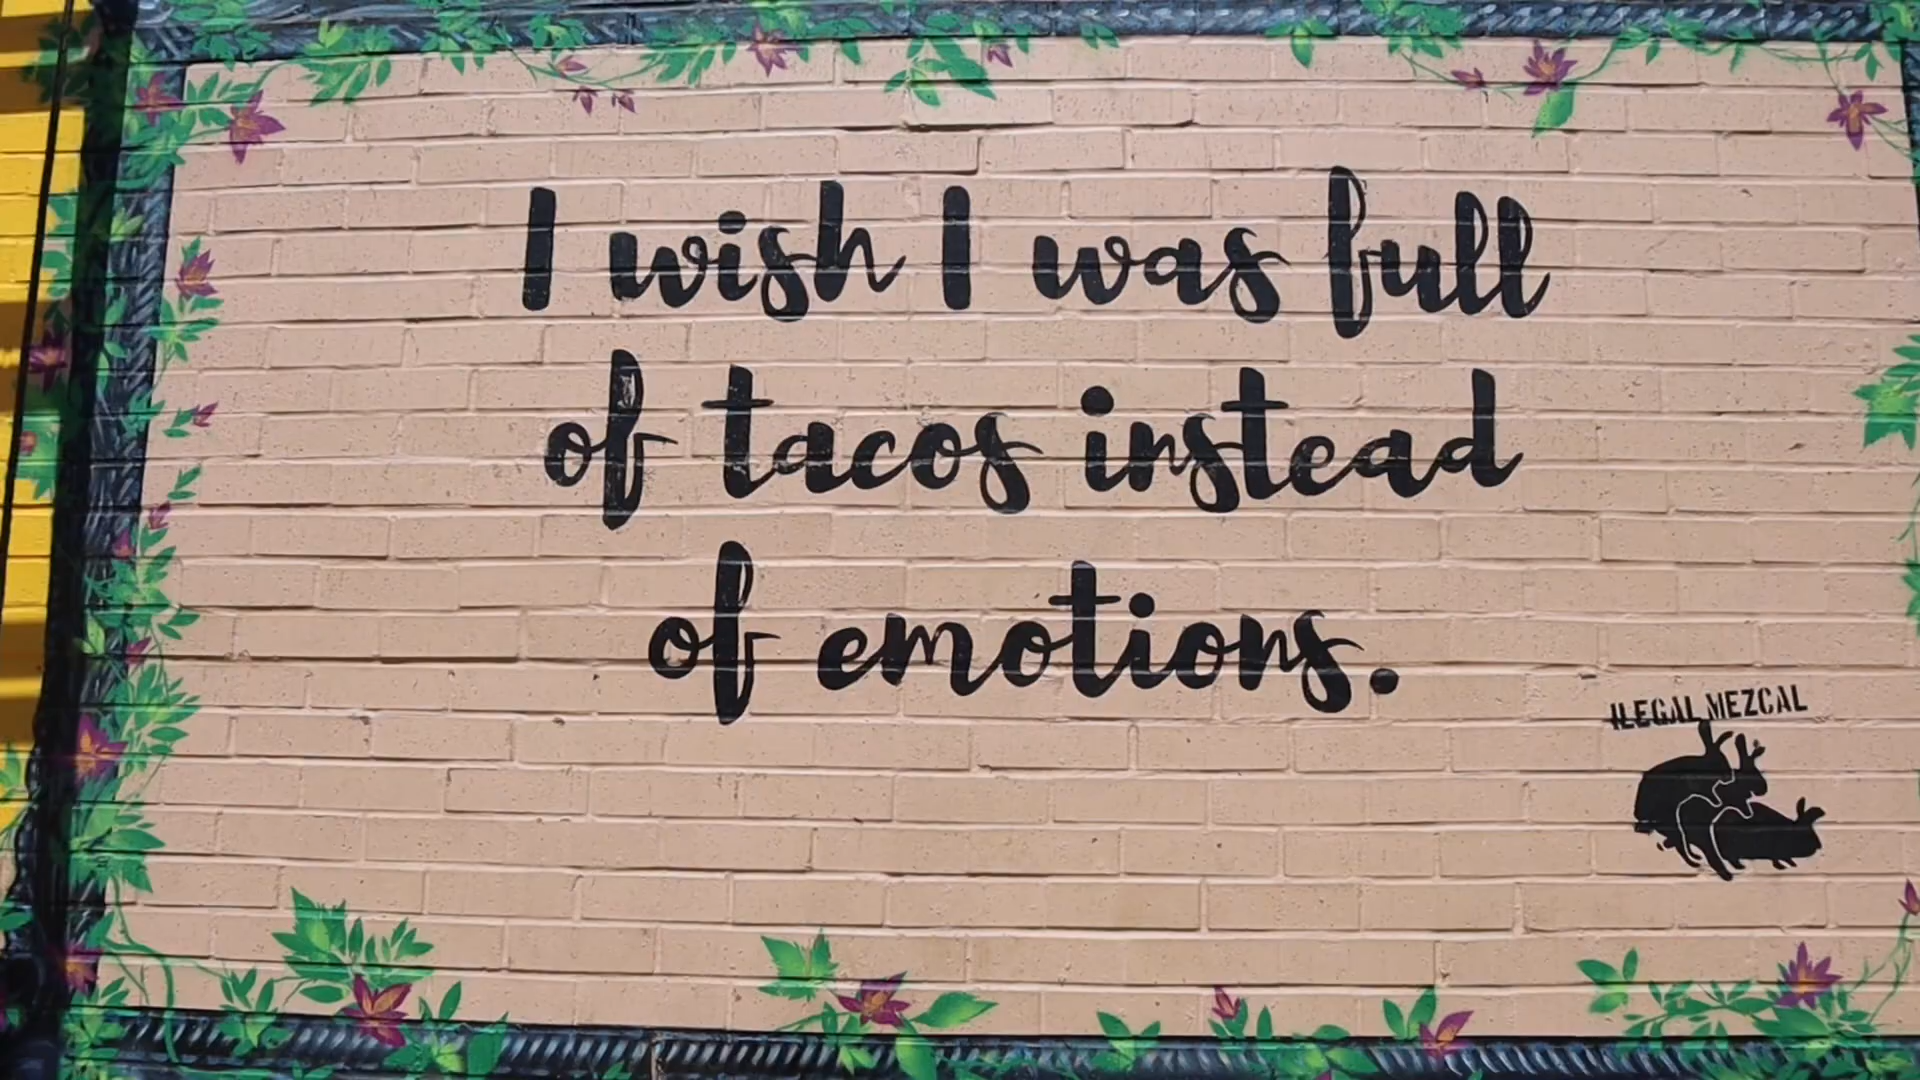 I wish I was full
of tacos instead
of emotions.
ILEGAL MEZCAL